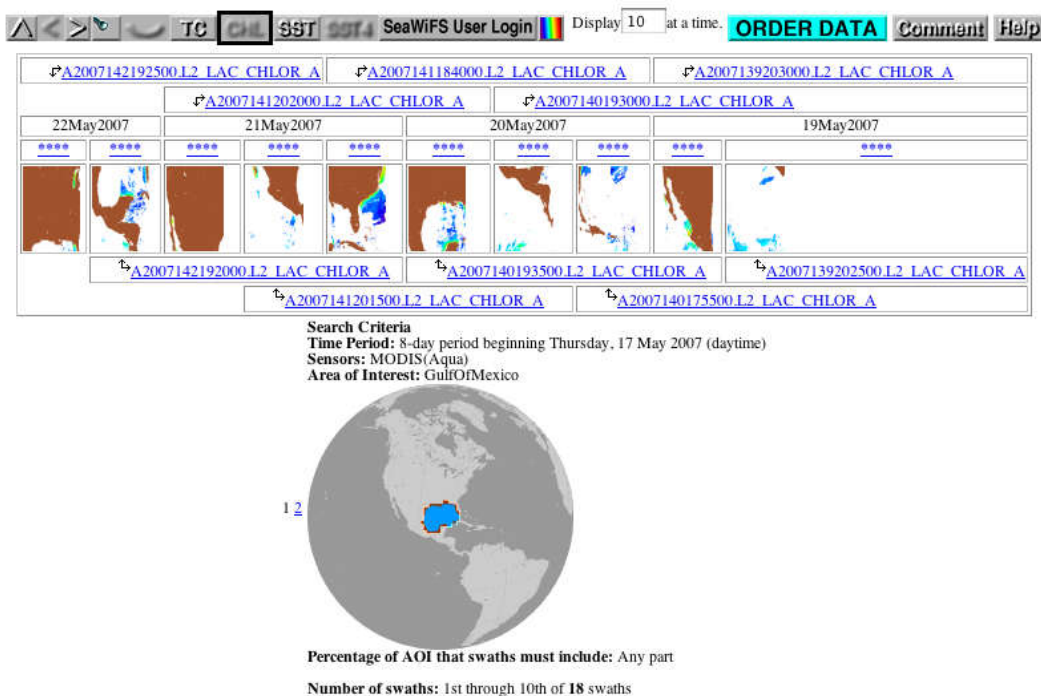 TC CHL SST SST4 SeaWiFS User Login Display 10 at a time. ORDER DATA Comment Help
A2007142192500.L2_LAC_CHLOR_A A2007141184000.L2_LAC_CHLOR_A A2007139203000.L2_LAC_CHLOR_A
A2007141202000.L2_LAC_CHLOR_A A2007140193000.L2_LAC_CHLOR_A
22May2007 21May2007 20May2007 19May2007
**** **** **** **** **** **** **** **** **** ****
A2007142192000.L2_LAC_CHLOR_A A2007140193500.L2_LAC_CHLOR_A A2007139202500.L2_LAC_CHLOR_A
A2007141201500.L2_LAC_CHLOR_A A2007140175500.L2_LAC_CHLOR_A
Search Criteria
Time Period: 8-day period beginning Thursday, 17 May 2007 (daytime)
Sensors: MODIS(Aqua)
Area of Interest: GulfOfMexico
1 2
Percentage of AOI that swaths must include: Any part
Number of swaths: 1st through 10th of 18 swaths